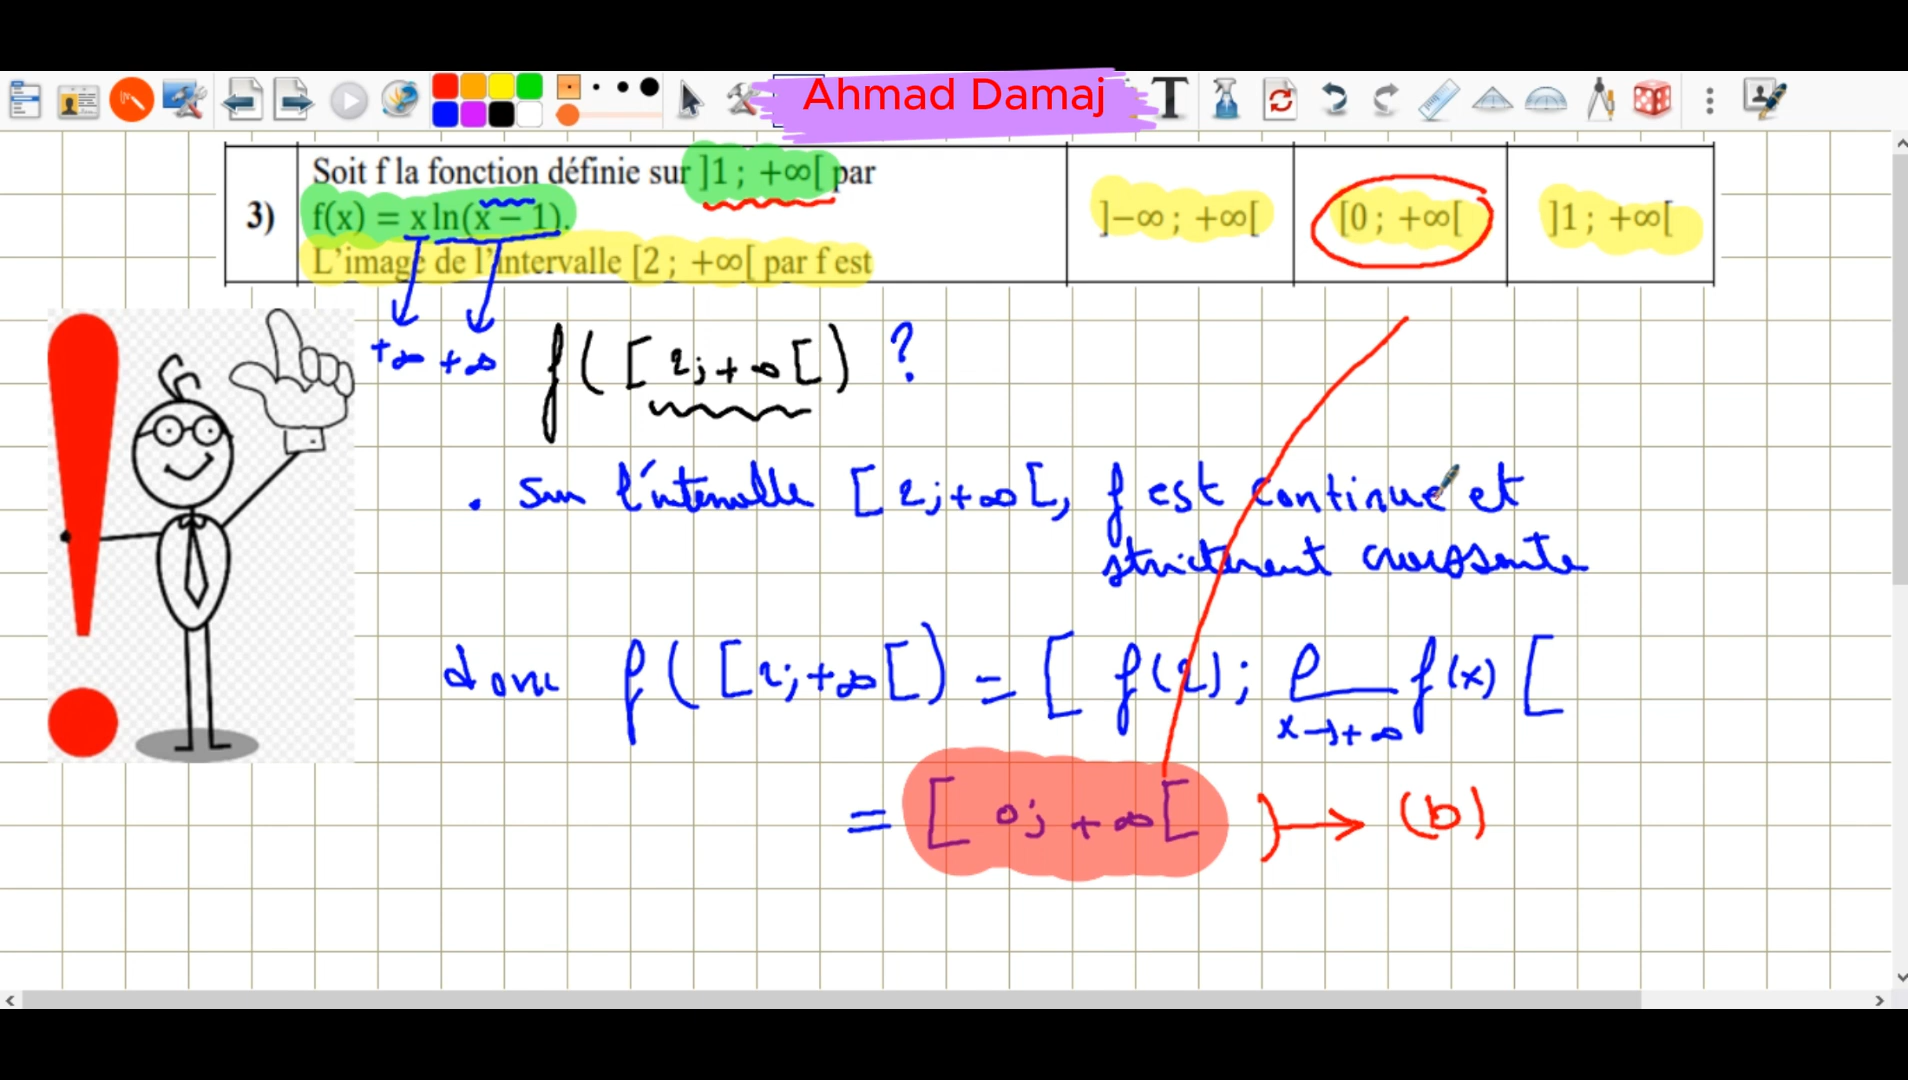 Ahmad Damaj
3)
Soit f la fonction définie sur ]1 ; +∞[ par
f(x) = x ln(x − 1).
L'image de l'intervalle [2 ; +∞[ par f est
]−∞ ; +∞[
[0 ; +∞[
]1 ; +∞[
+∞ +∞
f([2;+∞[) ?
. Sur l'intervalle [2;+∞[, f est continue et
strictement croissante
donc f([2;+∞[) = [f(2); ℓ f(x)[
x→+∞
= [0;+∞[ } → (b)